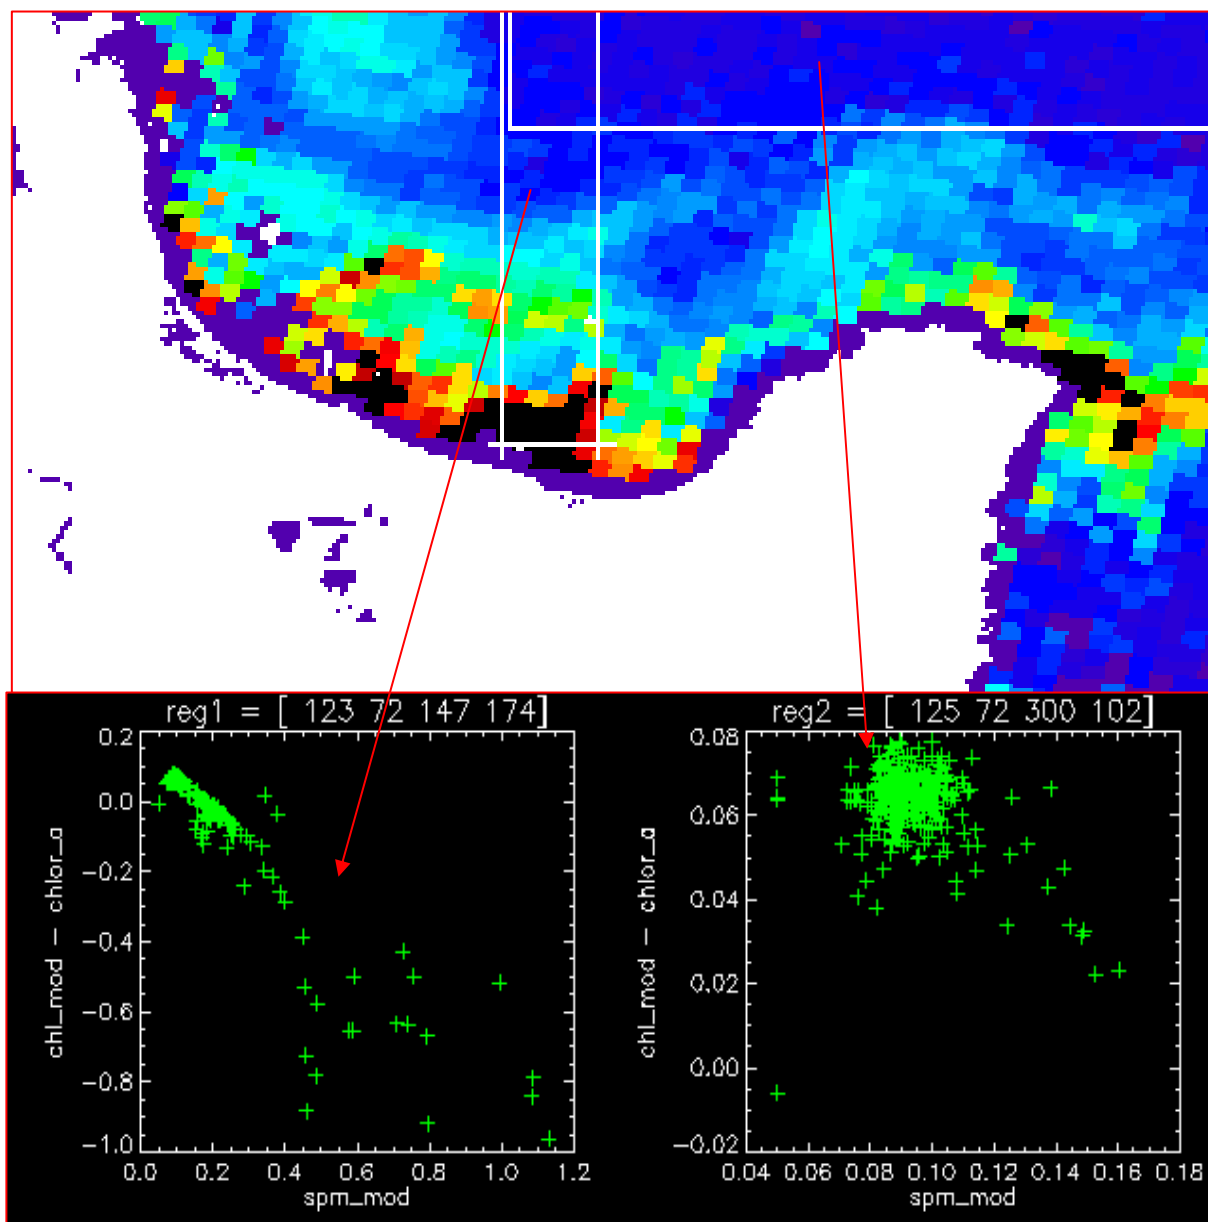 reg1 = [ 123 72 147 174]
0.2
0.0
−0.2
−0.4
−0.6
−0.8
−1.0
chl_mod − chlor_a
0.0 0.2 0.4 0.6 0.8 1.0 1.2
spm_mod
reg2 = [ 125 72 300 102]
0.08
0.06
0.04
0.02
0.00
−0.02
chl_mod − chlor_a
0.04 0.06 0.08 0.10 0.12 0.14 0.16 0.18
spm_mod